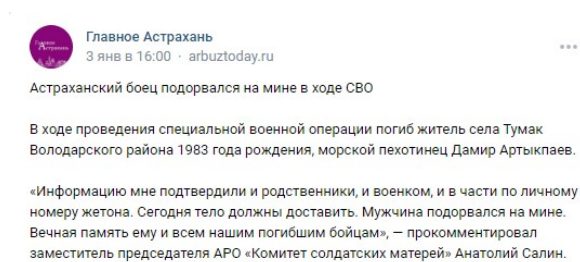 Главное Астрахань
3 янв в 16:00 · arbuztoday.ru
Астраханский боец подорвался на мине в ходе СВО
В ходе проведения специальной военной операции погиб житель села Тумак
Володарского района 1983 года рождения, морской пехотинец Дамир Артыкпаев.
«Информацию мне подтвердили и родственники, и военком, и в части по личному
номеру жетона. Сегодня тело должны доставить. Мужчина подорвался на мине.
Вечная память ему и всем нашим погибшим бойцам», — прокомментировал
заместитель председателя АРО «Комитет солдатских матерей» Анатолий Салин.